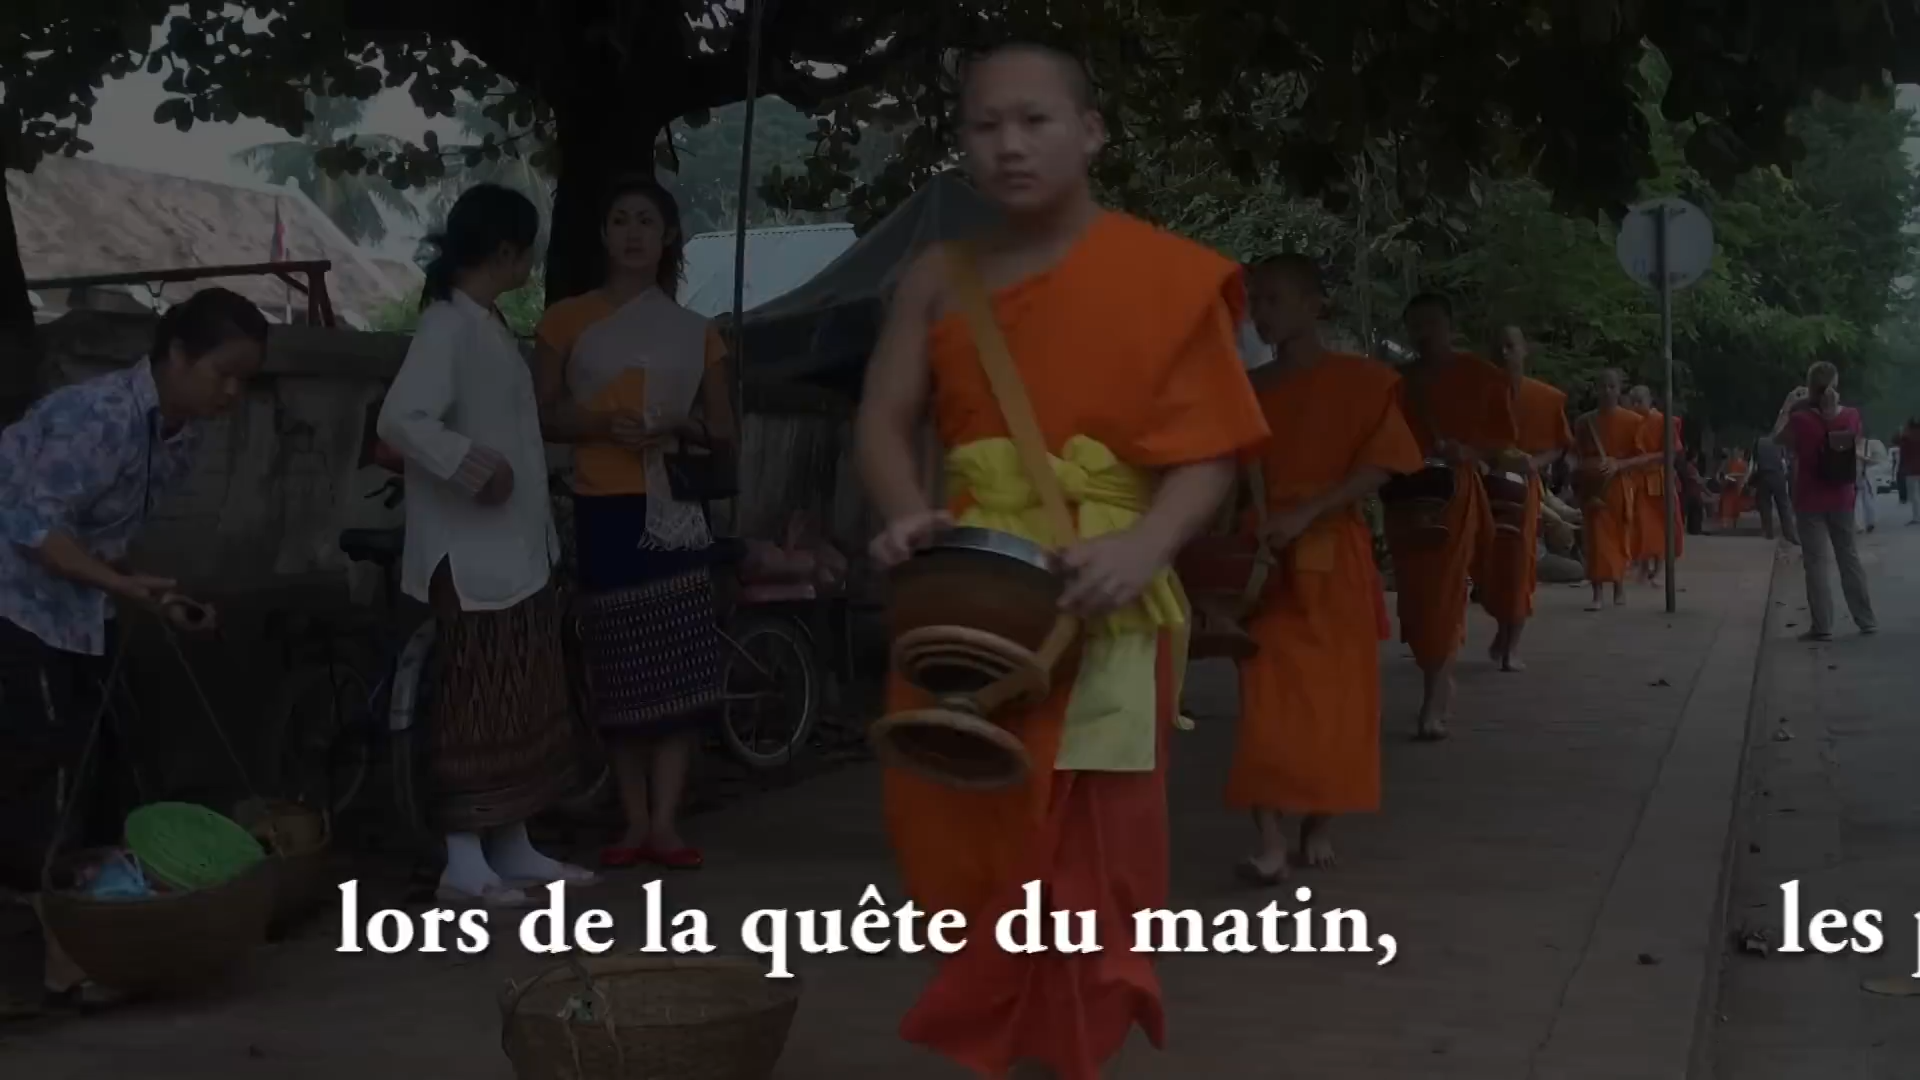 lors de la quête du matin,
les